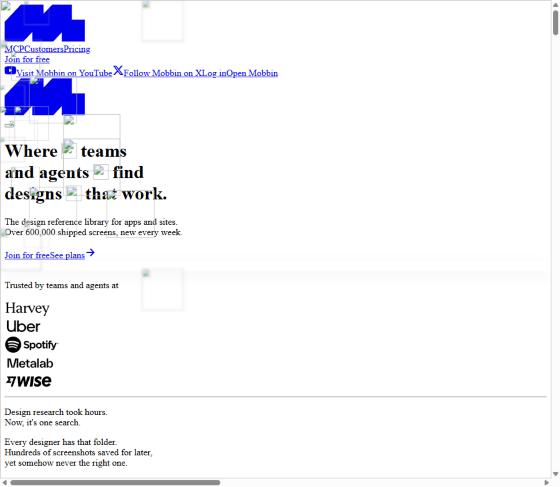 MCPCustomersPricing
Join for free
Visit Mobbin on YouTubeFollow Mobbin on XLog inOpen Mobbin
Where teams
and agents find
designs that work.
The design reference library for apps and sites.
Over 600,000 shipped screens, new every week.
Join for freeSee plans
Trusted by teams and agents at
Harvey
Uber
Spotify
Metalab
wise
Design research took hours.
Now, it's one search.
Every designer has that folder.
Hundreds of screenshots saved for later,
yet somehow never the right one.